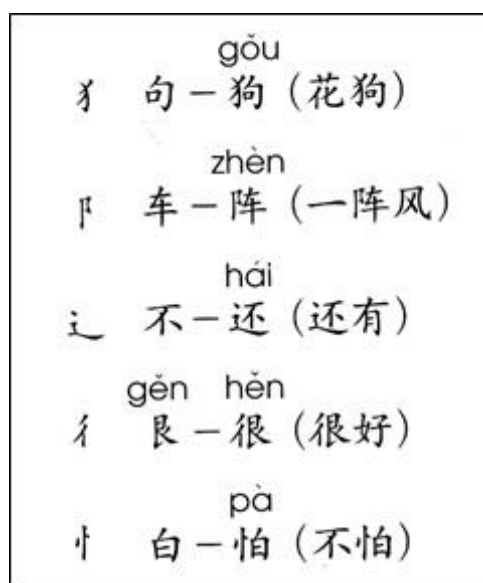 gǒu
犭 句－狗（花狗）
zhèn
阝 车－阵（一阵风）
hái
辶 不－还（还有）
gěn hěn
彳 艮－很（很好）
pà
忄 白－怕（不怕）